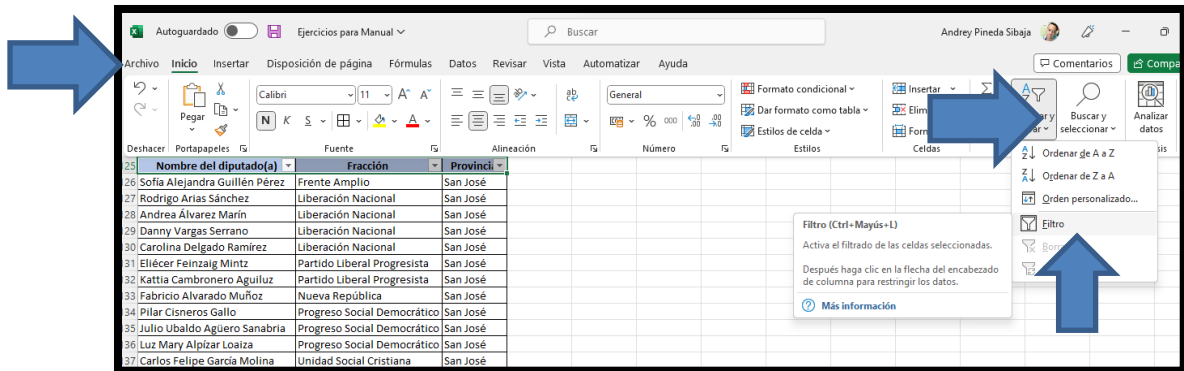 Autoguardado Ejercicios para Manual Buscar Andrey Pineda Sibaja
Archivo Inicio Insertar Disposición de página Fórmulas Datos Revisar Vista Automatizar Ayuda Comentarios
Calibri 11 A^ A˅ ab General Formato condicional Insertar
Pegar N K S A % 000 Dar formato como tabla Buscar y seleccionar Analizar datos
Estilos de celda
Deshacer Portapapeles Fuente Alineación Número Estilos Celdas
Nombre del diputado(a) Fracción Provincia
26 Sofía Alejandra Guillén Pérez Frente Amplio San José
27 Rodrigo Arias Sánchez Liberación Nacional San José
28 Andrea Álvarez Marín Liberación Nacional San José
29 Danny Vargas Serrano Liberación Nacional San José
30 Carolina Delgado Ramírez Liberación Nacional San José
31 Eliécer Feinzaig Mintz Partido Liberal Progresista San José
32 Kattia Cambronero Aguiluz Partido Liberal Progresista San José
33 Fabricio Alvarado Muñoz Nueva República San José
34 Pilar Cisneros Gallo Progreso Social Democrático San José
35 Julio Ubaldo Agüero Sanabria Progreso Social Democrático San José
36 Luz Mary Alpízar Loaiza Progreso Social Democrático San José
37 Carlos Felipe García Molina Unidad Social Cristiana San José
Ordenar de A a Z
Ordenar de Z a A
Orden personalizado...
Filtro
Filtro (Ctrl+Mayús+L)
Activa el filtrado de las celdas seleccionadas.
Después haga clic en la flecha del encabezado
de columna para restringir los datos.
Más información